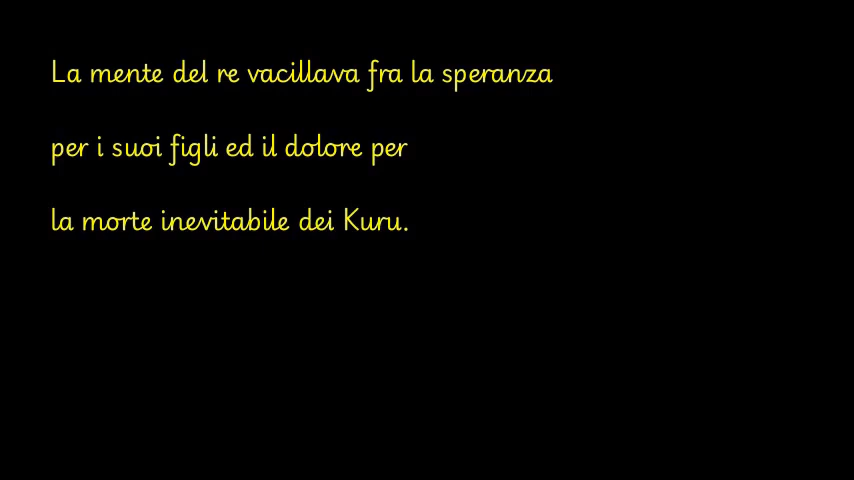 La mente del re vacillava fra la speranza
per i suoi figli ed il dolore per
la morte inevitabile dei Kuru.